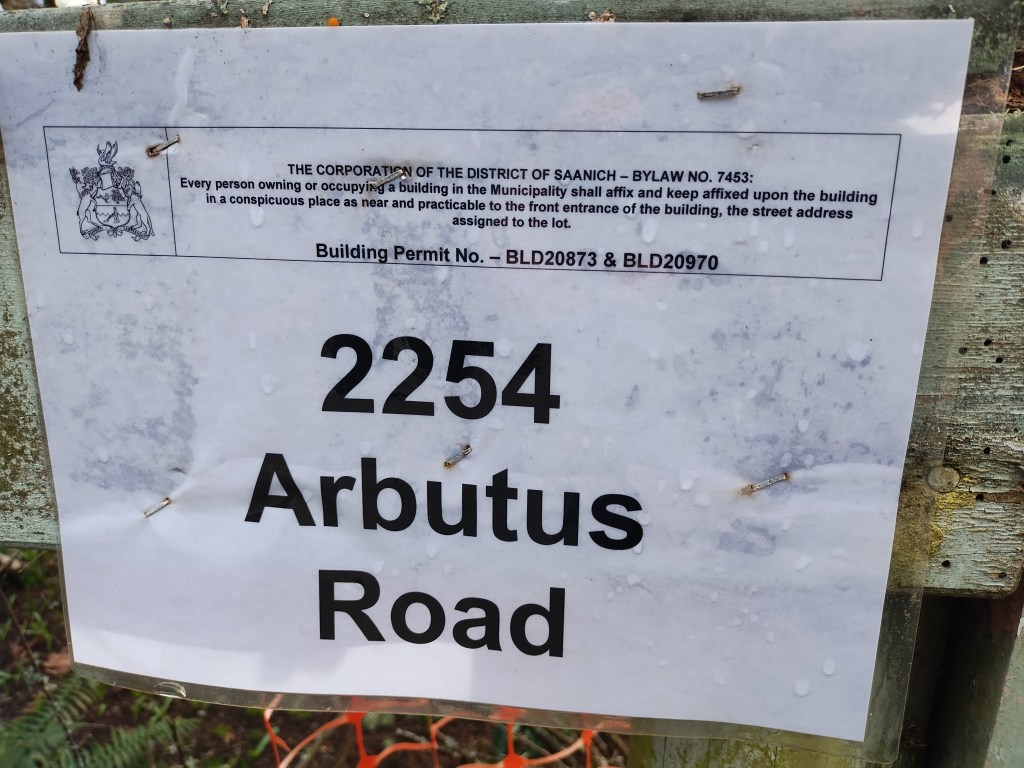 THE CORPORATION OF THE DISTRICT OF SAANICH – BYLAW NO. 7453:
Every person owning or occupying a building in the Municipality shall affix and keep affixed upon the building
in a conspicuous place as near and practicable to the front entrance of the building, the street address
assigned to the lot.
Building Permit No. – BLD20873 & BLD20970
2254
Arbutus
Road